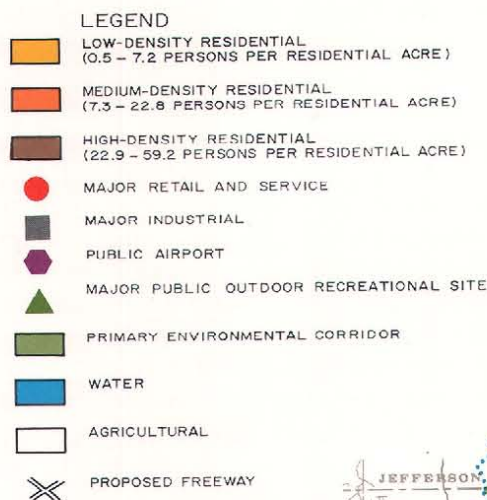 LEGEND
LOW-DENSITY RESIDENTIAL
(0.5 – 7.2 PERSONS PER RESIDENTIAL ACRE)
MEDIUM-DENSITY RESIDENTIAL
(7.3 – 22.8 PERSONS PER RESIDENTIAL ACRE)
HIGH-DENSITY RESIDENTIAL
(22.9 – 59.2 PERSONS PER RESIDENTIAL ACRE)
MAJOR RETAIL AND SERVICE
MAJOR INDUSTRIAL
PUBLIC AIRPORT
MAJOR PUBLIC OUTDOOR RECREATIONAL SITE
PRIMARY ENVIRONMENTAL CORRIDOR
WATER
AGRICULTURAL
PROPOSED FREEWAY
JEFFERSON